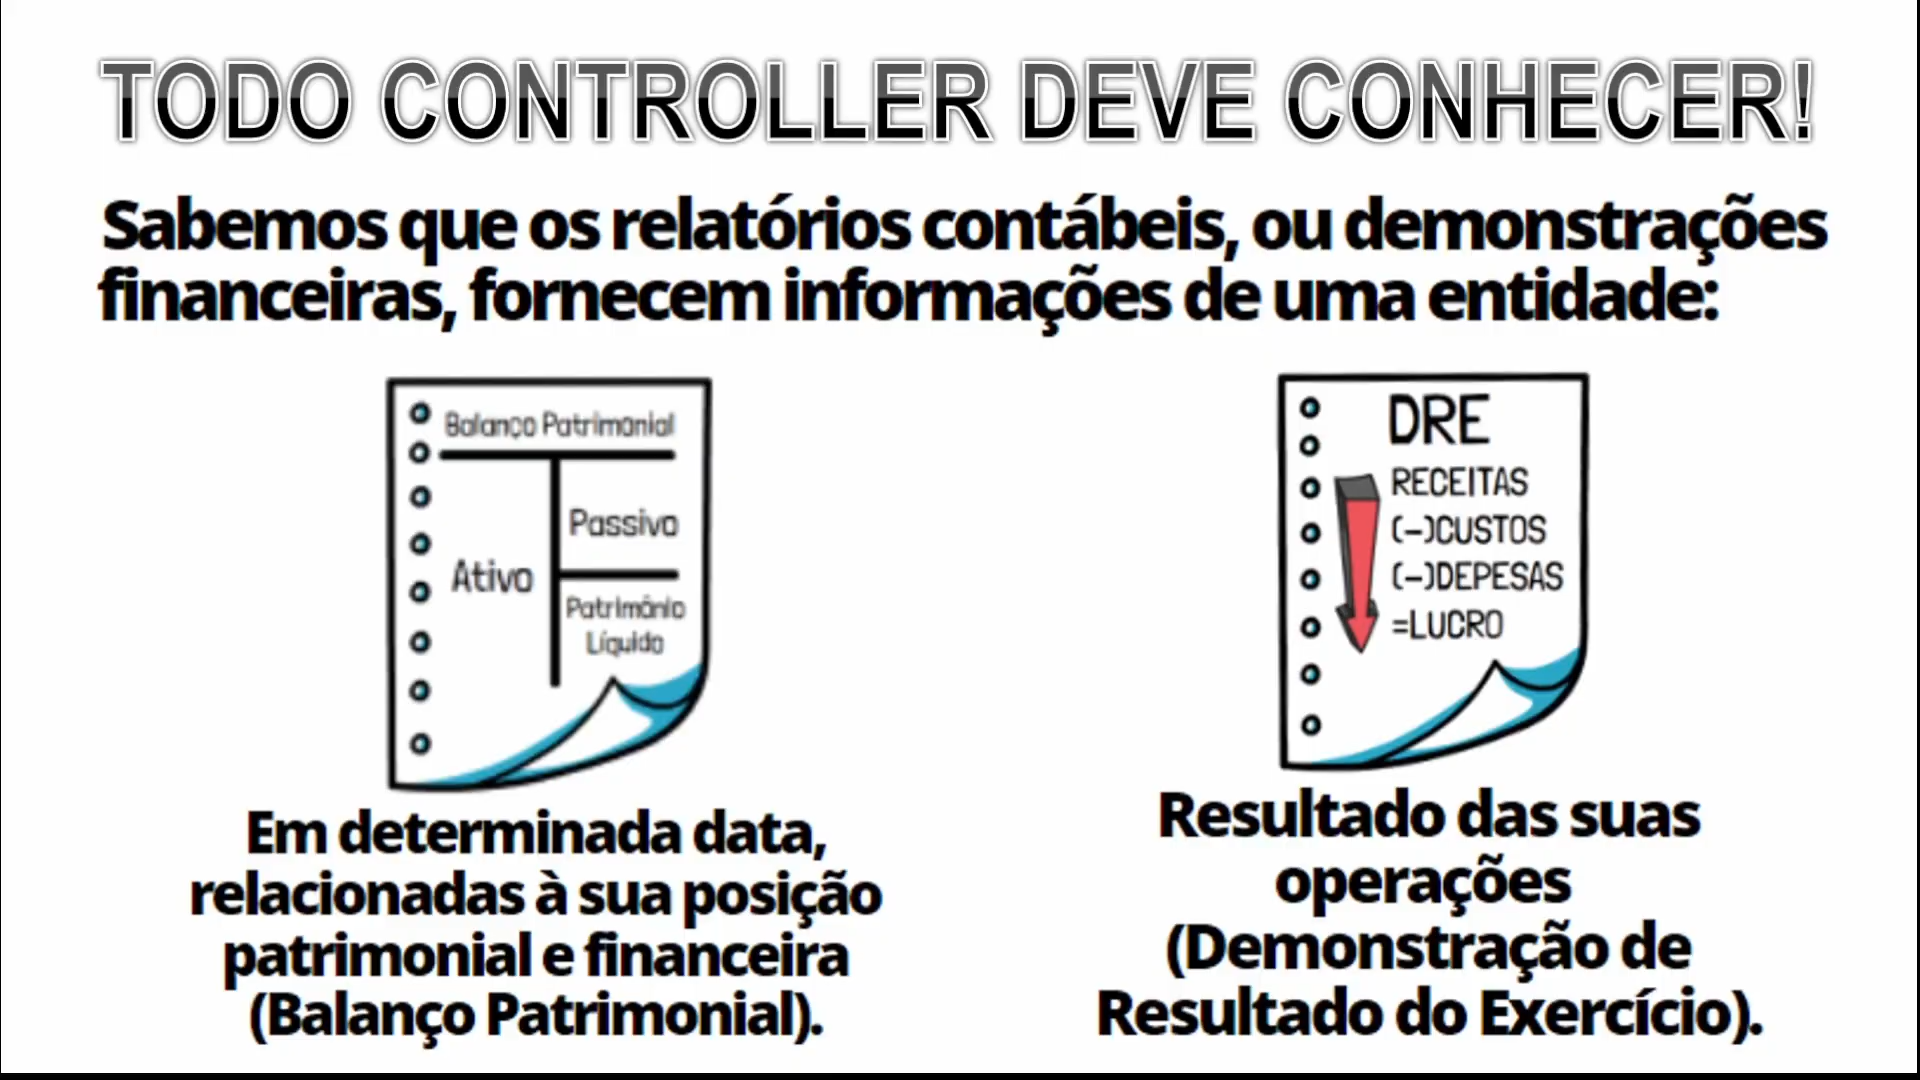 TODO CONTROLLER DEVE CONHECER!
Sabemos que os relatórios contábeis, ou demonstrações
financeiras, fornecem informações de uma entidade:
Balanço Patrimonial
Ativo
Passivo
Patrimônio
Líquido
Em determinada data,
relacionadas à sua posição
patrimonial e financeira
(Balanço Patrimonial).
DRE
RECEITAS
(-)CUSTOS
(-)DEPESAS
=LUCRO
Resultado das suas
operações
(Demonstração de
Resultado do Exercício).